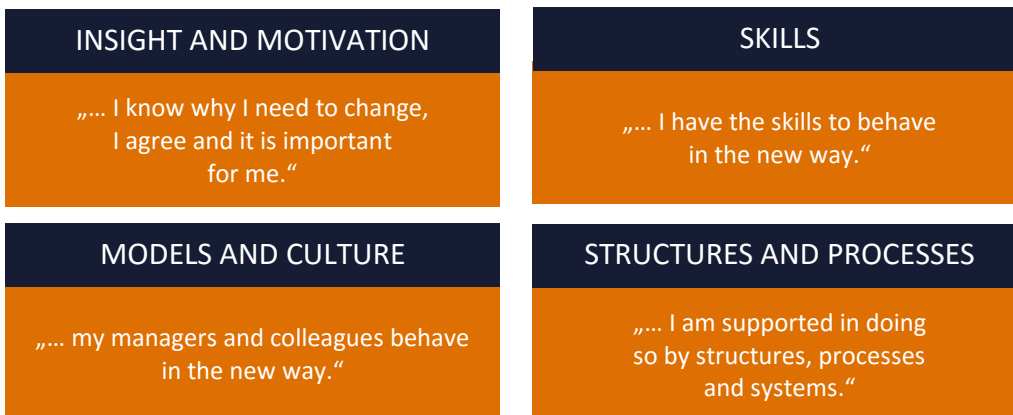 INSIGHT AND MOTIVATION
„… I know why I need to change,
I agree and it is important
for me.“
SKILLS
„… I have the skills to behave
in the new way.“
MODELS AND CULTURE
„… my managers and colleagues behave
in the new way.“
STRUCTURES AND PROCESSES
„… I am supported in doing
so by structures, processes
and systems.“